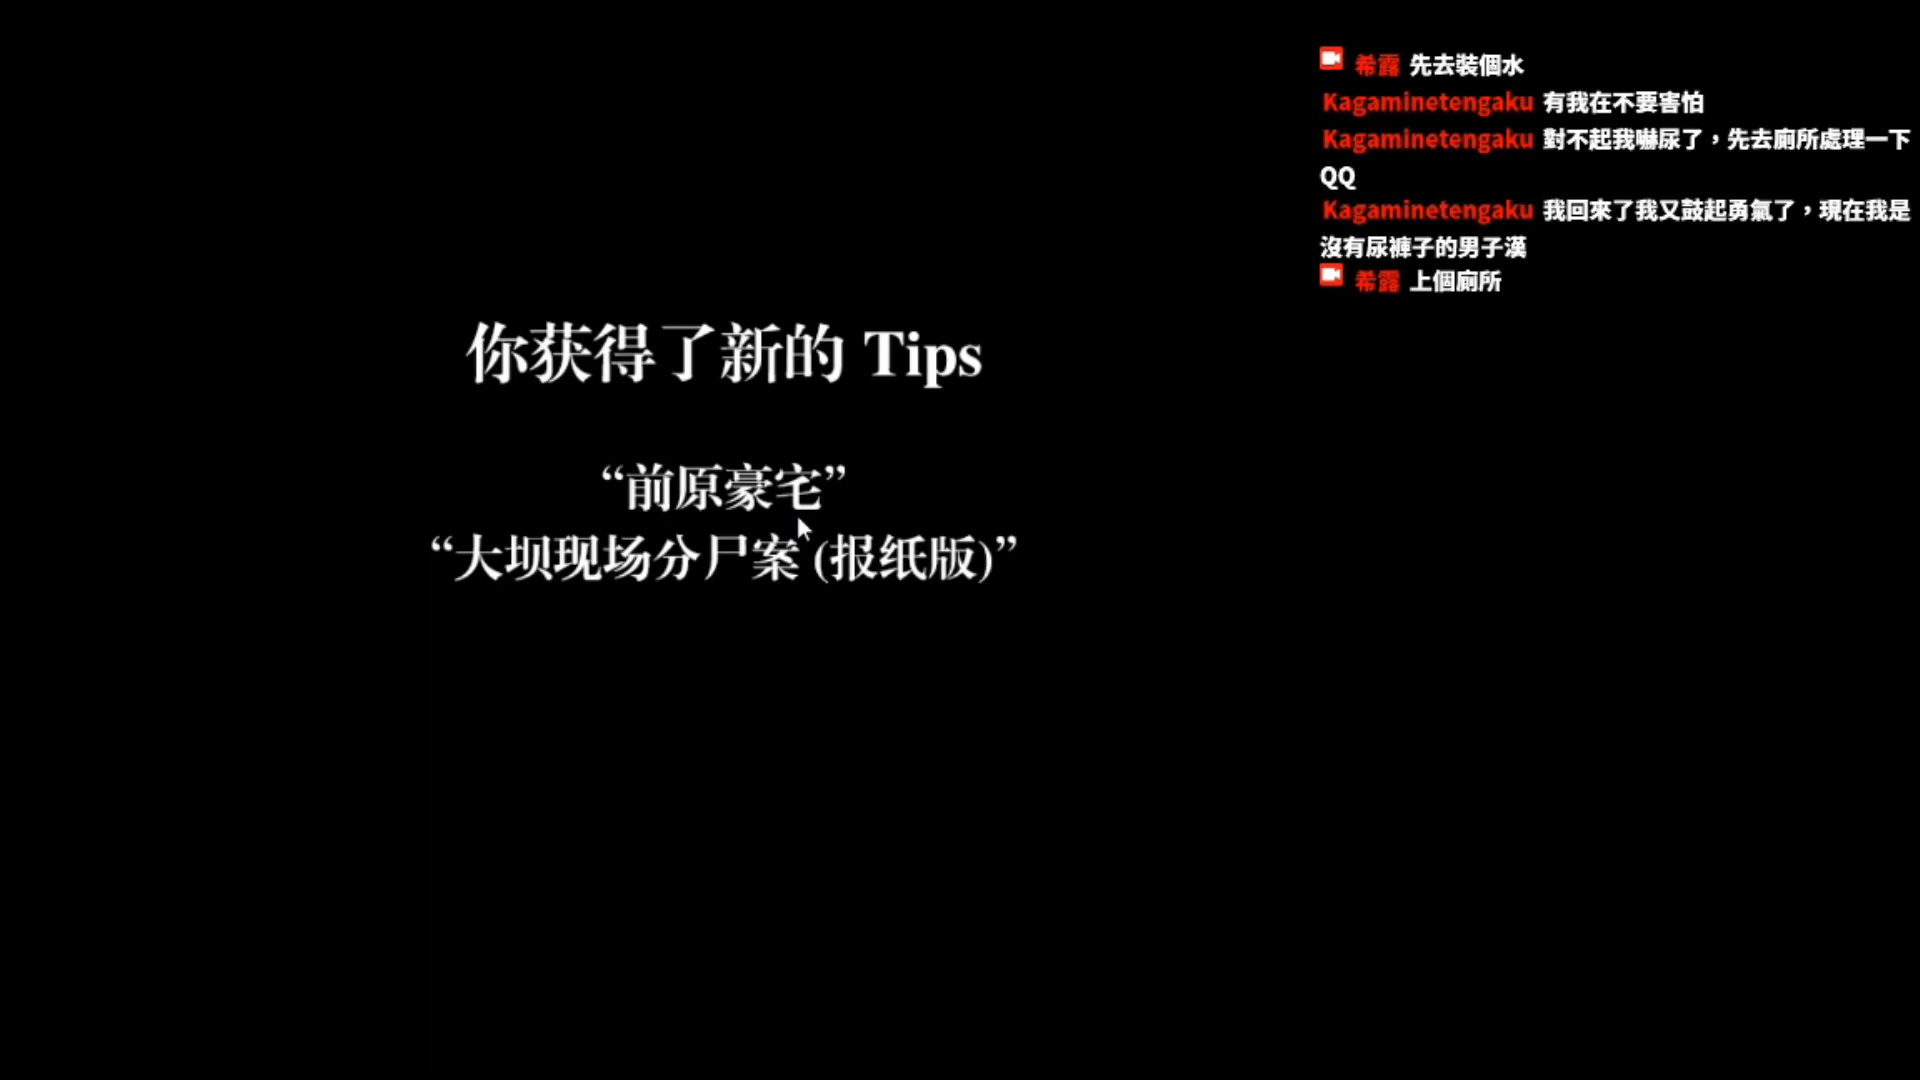 希露 先去裝個水
Kagaminetengaku 有我在不要害怕
Kagaminetengaku 對不起我嚇尿了，先去廁所處理一下
QQ
Kagaminetengaku 我回來了我又鼓起勇氣了，現在我是
沒有尿褲子的男子漢
希露 上個廁所
你获得了新的 Tips
“前原豪宅”
“大坝现场分尸案 (报纸版)”